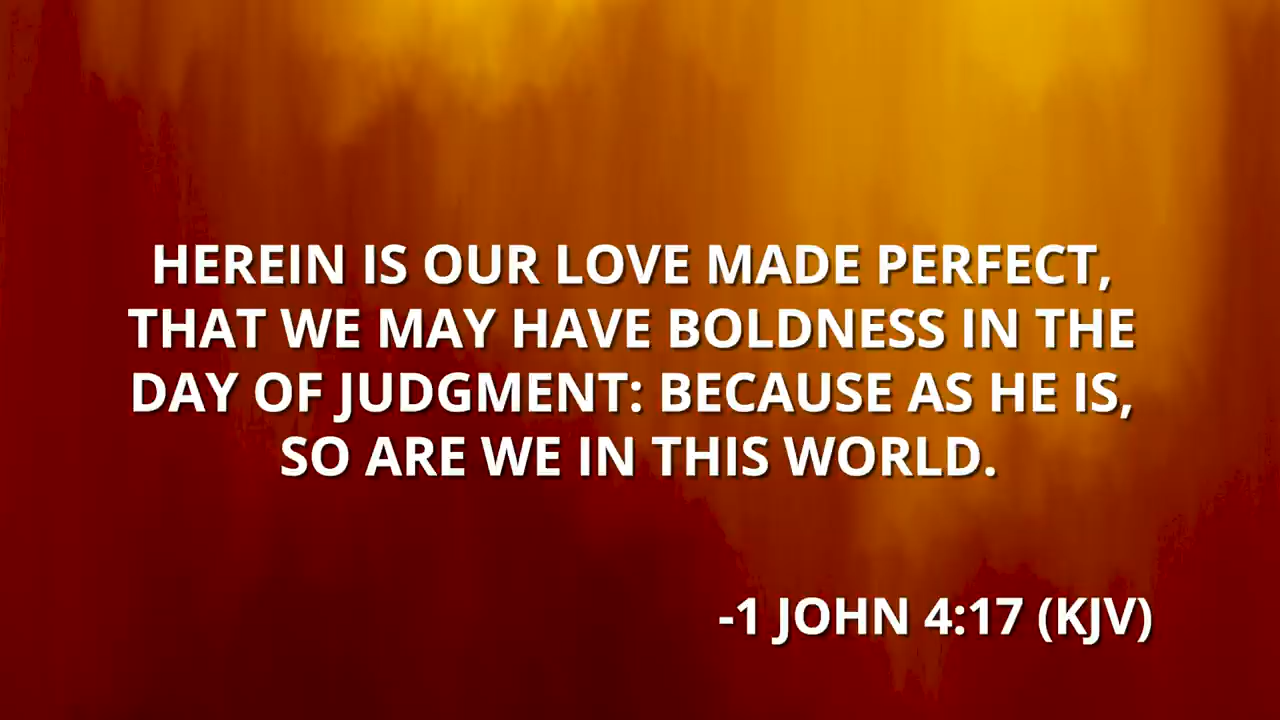 HEREIN IS OUR LOVE MADE PERFECT,
THAT WE MAY HAVE BOLDNESS IN THE
DAY OF JUDGMENT: BECAUSE AS HE IS,
SO ARE WE IN THIS WORLD.
-1 JOHN 4:17 (KJV)